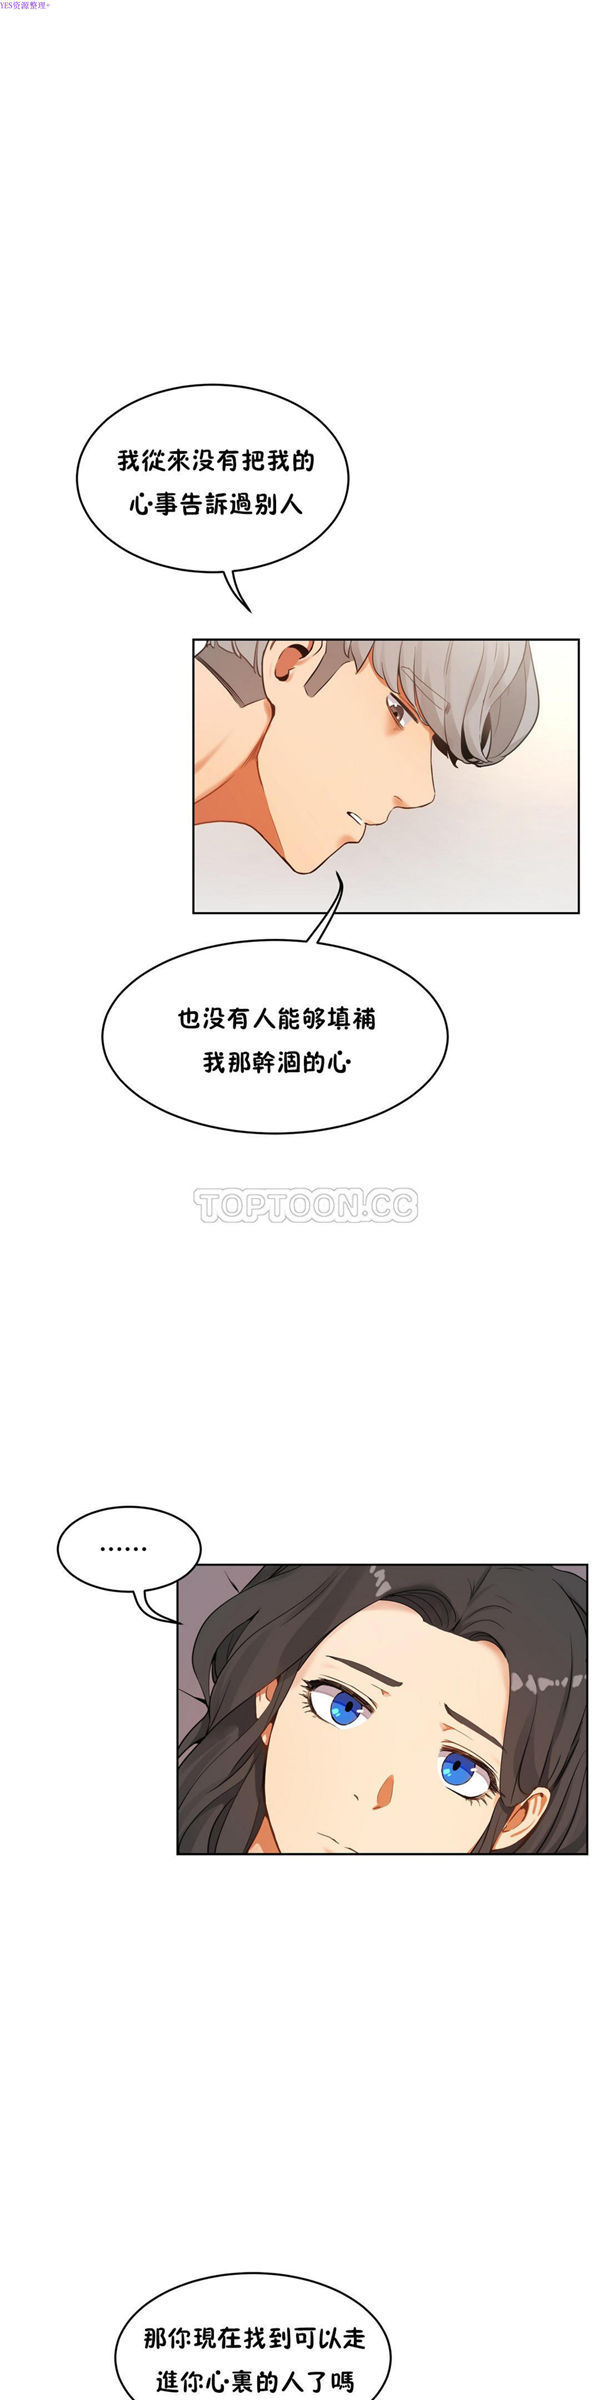 YES资源整理+
我從來没有把我的
心事告訴過别人
也没有人能够填補
我那幹涸的心
TOPTOON.CC
......
那你現在找到可以走
進你心裏的人了嗎